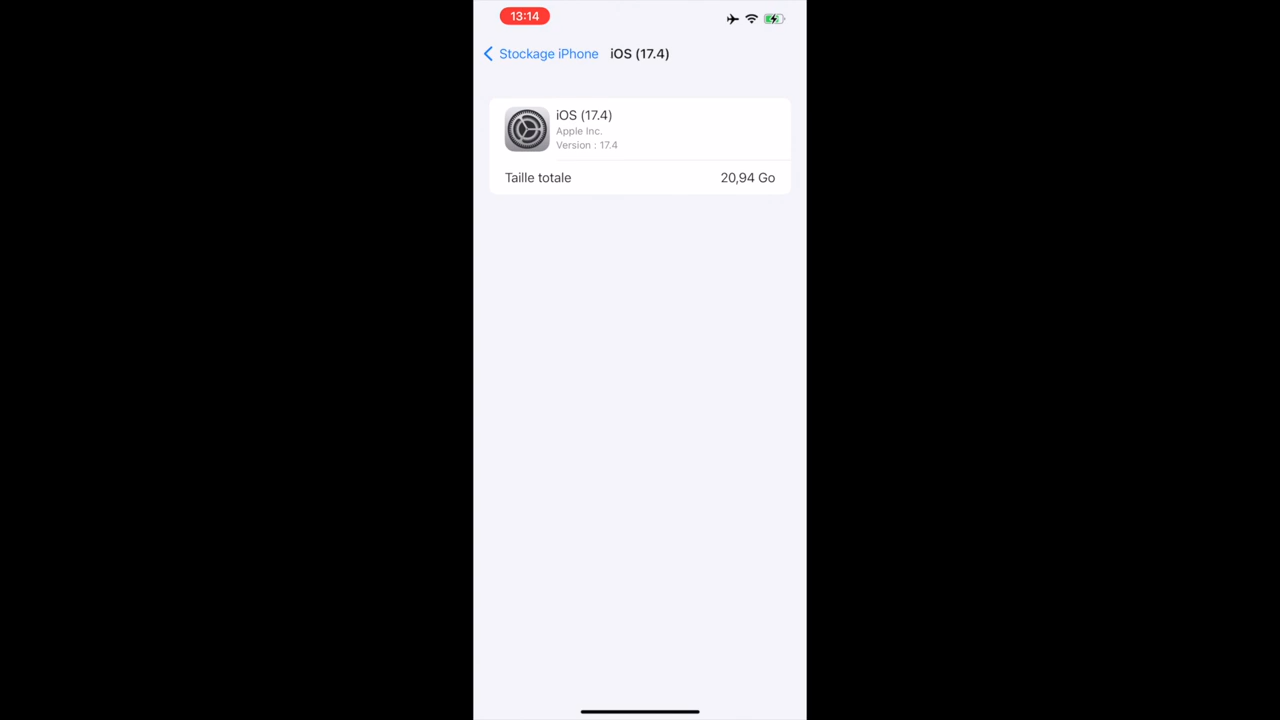 13:14
Stockage iPhone iOS (17.4)
iOS (17.4)
Apple Inc.
Version : 17.4
Taille totale 20,94 Go